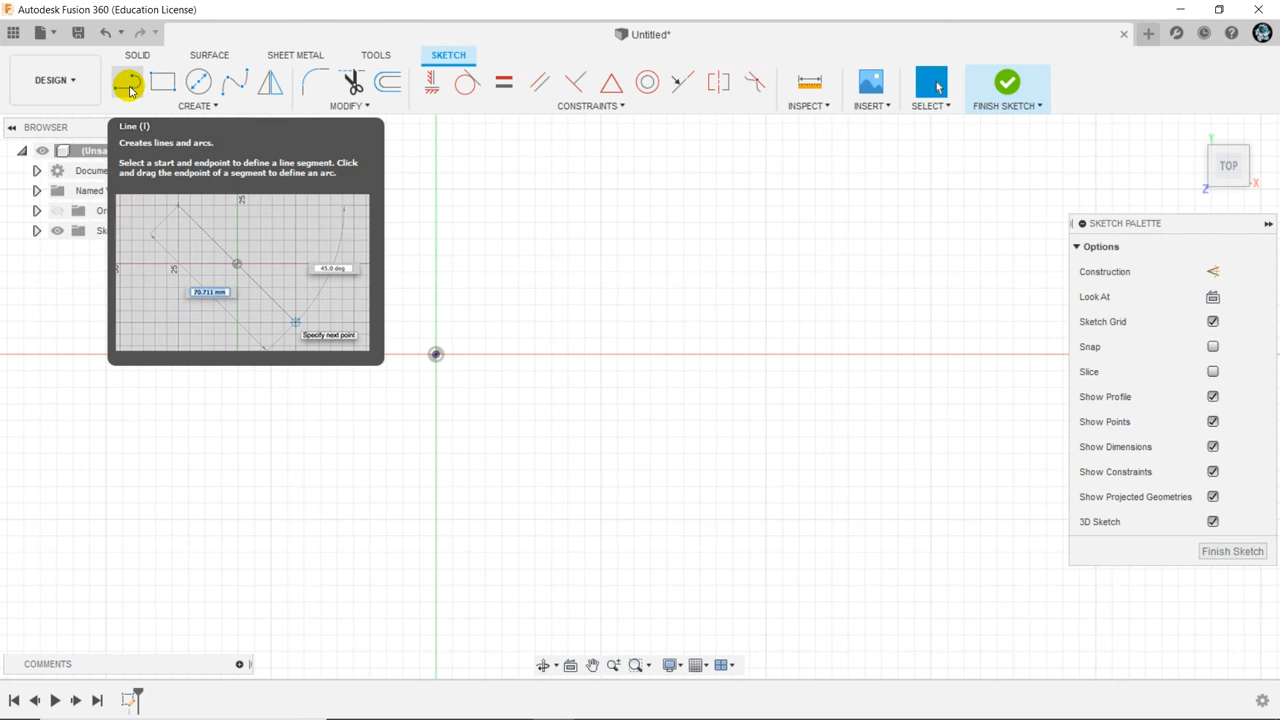 Autodesk Fusion 360 (Education License)
Untitled*
SOLID
SURFACE
SHEET METAL
TOOLS
SKETCH
DESIGN
CREATE
MODIFY
CONSTRAINTS
INSPECT
INSERT
SELECT
FINISH SKETCH
BROWSER
(Unsa
Docume
Named V
Or
Sk
Line (l)
Creates lines and arcs.
Select a start and endpoint to define a line segment. Click
and drag the endpoint of a segment to define an arc.
25
25
45.0 deg
70.711 mm
Specify next point
Y
TOP
X
Z
SKETCH PALETTE
Options
Construction
Look At
Sketch Grid
Snap
Slice
Show Profile
Show Points
Show Dimensions
Show Constraints
Show Projected Geometries
3D Sketch
Finish Sketch
COMMENTS